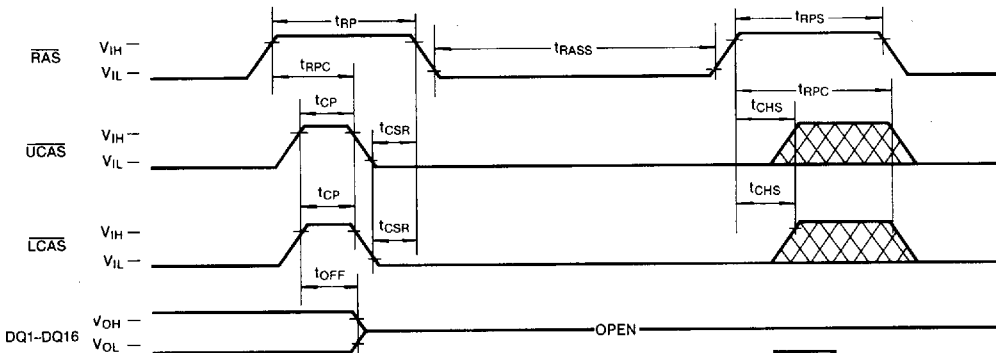 tRP
tRPS
RAS
VIH
VIL
tRASS
tRPC
tRPC
tCP
tCHS
UCAS
VIH
VIL
tCSR
tCP
tCHS
LCAS
VIH
VIL
tCSR
tOFF
DQ1~DQ16
VOH
VOL
OPEN